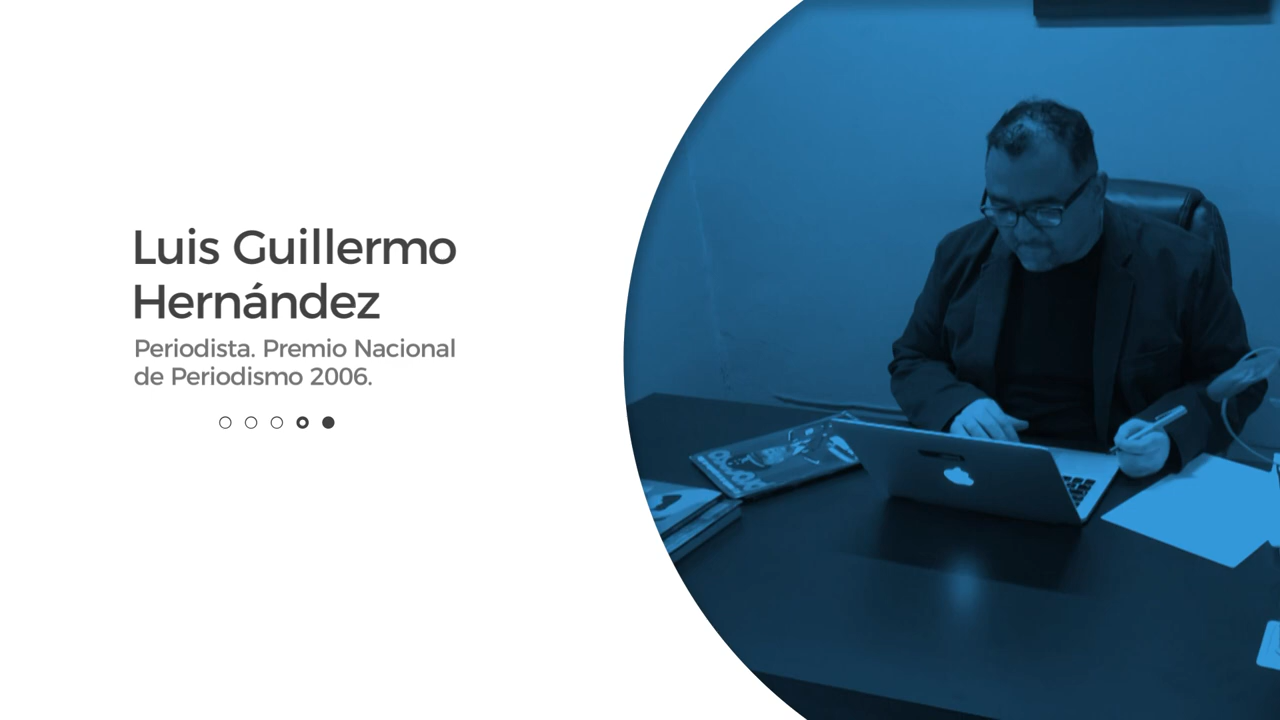 Luis Guillermo
Hernández
Periodista. Premio Nacional
de Periodismo 2006.